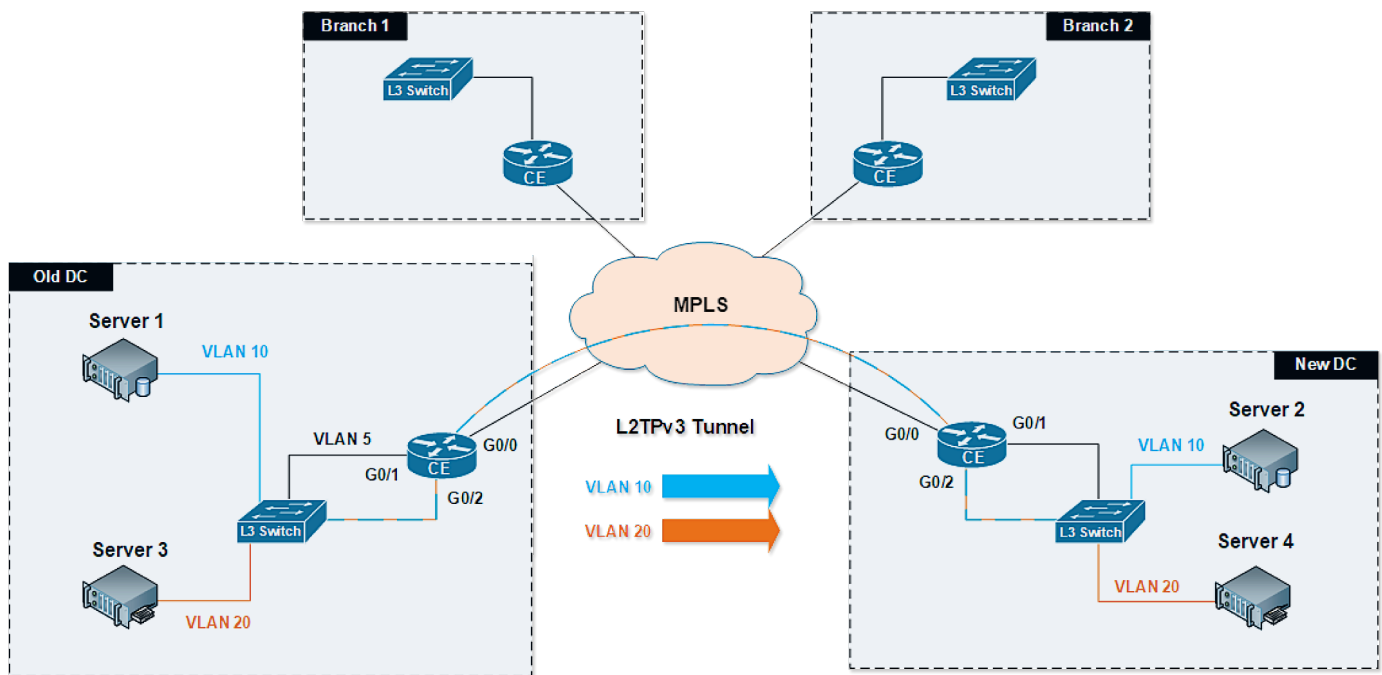 Branch 1
Branch 2
L3 Switch
L3 Switch
CE
CE
Old DC
MPLS
Server 1
VLAN 10
New DC
Server 2
L2TPv3 Tunnel
VLAN 5
G0/0
CE
G0/1
G0/2
G0/0
G0/1
CE
G0/2
VLAN 10
VLAN 10
VLAN 20
L3 Switch
L3 Switch
Server 3
VLAN 20
Server 4
VLAN 20